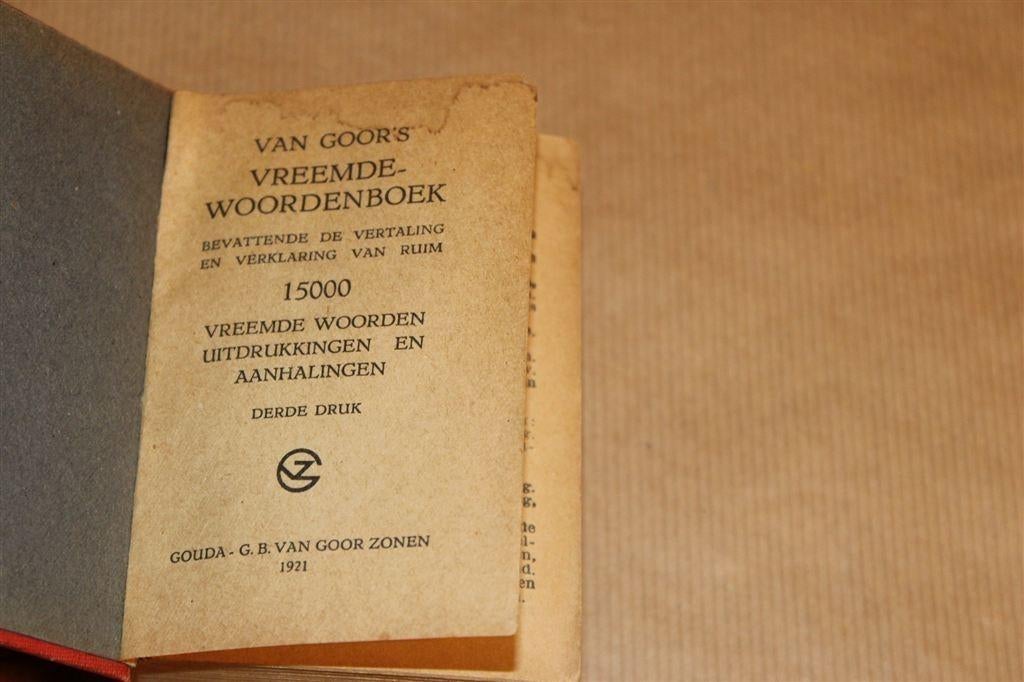 VAN GOOR'S
VREEMDE-
WOORDENBOEK
BEVATTENDE DE VERTALING
EN VERKLARING VAN RUIM
15000
VREEMDE WOORDEN
UITDRUKKINGEN EN
AANHALINGEN
DERDE DRUK
GOUDA - G. B. VAN GOOR ZONEN
1921